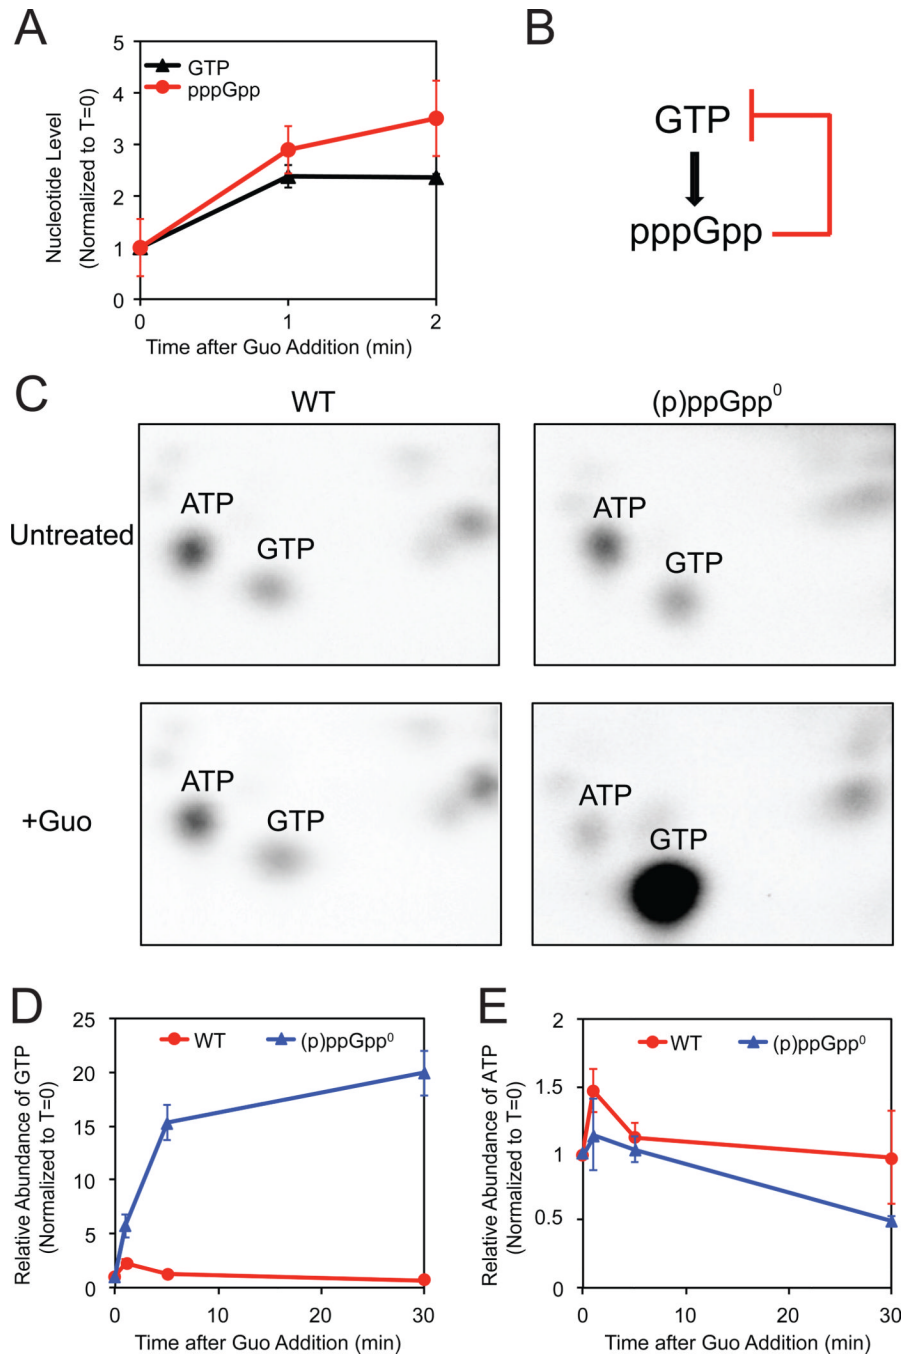 A
Nucleotide Level
(Normalized to T=0)
5
4
3
2
1
0
GTP
pppGpp
0 1 2
Time after Guo Addition (min)
B
GTP
pppGpp
C
WT (p)ppGpp⁰
Untreated
ATP
GTP
ATP
GTP
+Guo
ATP
GTP
ATP
GTP
D
Relative Abundance of GTP
(Normalized to T=0)
25
20
15
10
5
0
WT (p)ppGpp⁰
0 10 20 30
Time after Guo Addition (min)
E
Relative Abundance of ATP
(Normalized to T=0)
2
1.5
1
0.5
0
WT (p)ppGpp⁰
0 10 20 30
Time after Guo Addition (min)